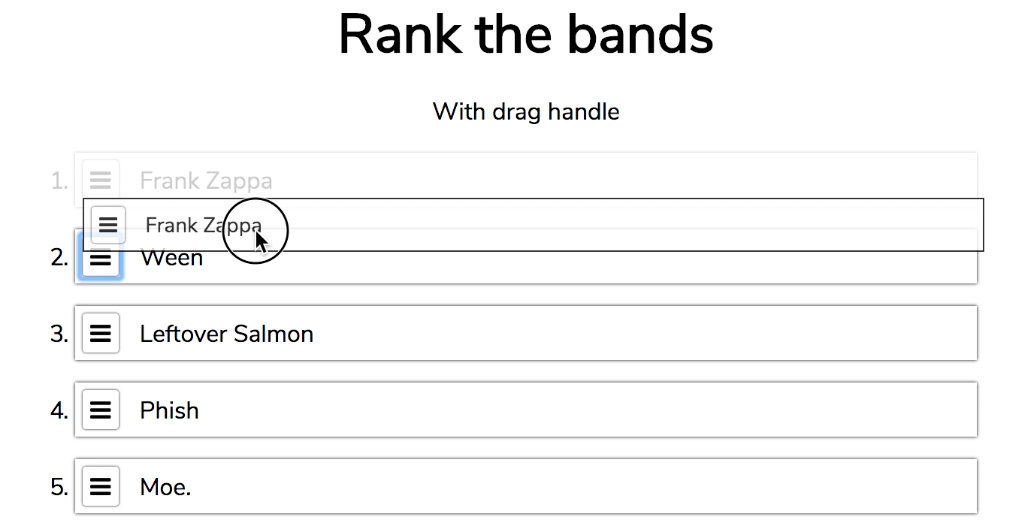 Rank the bands
With drag handle
1. Frank Zappa
Frank Zappa
2. Ween
3. Leftover Salmon
4. Phish
5. Moe.